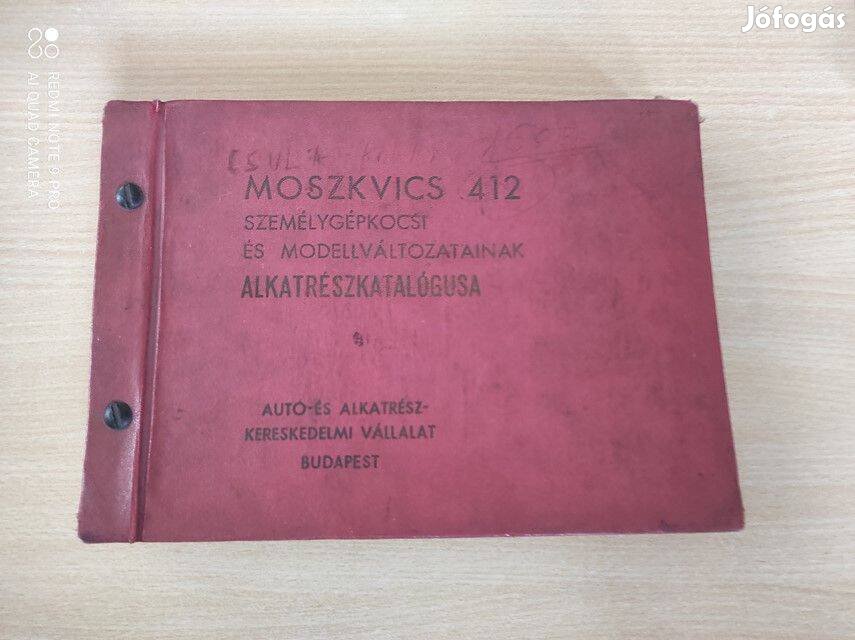 Jófogás
REDMI NOTE 9 PRO
AI QUAD CAMERA
MOSZKVICS 412
SZEMÉLYGÉPKOCSI
ÉS MODELLVÁLTOZATAINAK
ALKATRÉSZKATALÓGUSA
AUTÓ-ÉS ALKATRÉSZ-
KERESKEDELMI VÁLLALAT
BUDAPEST